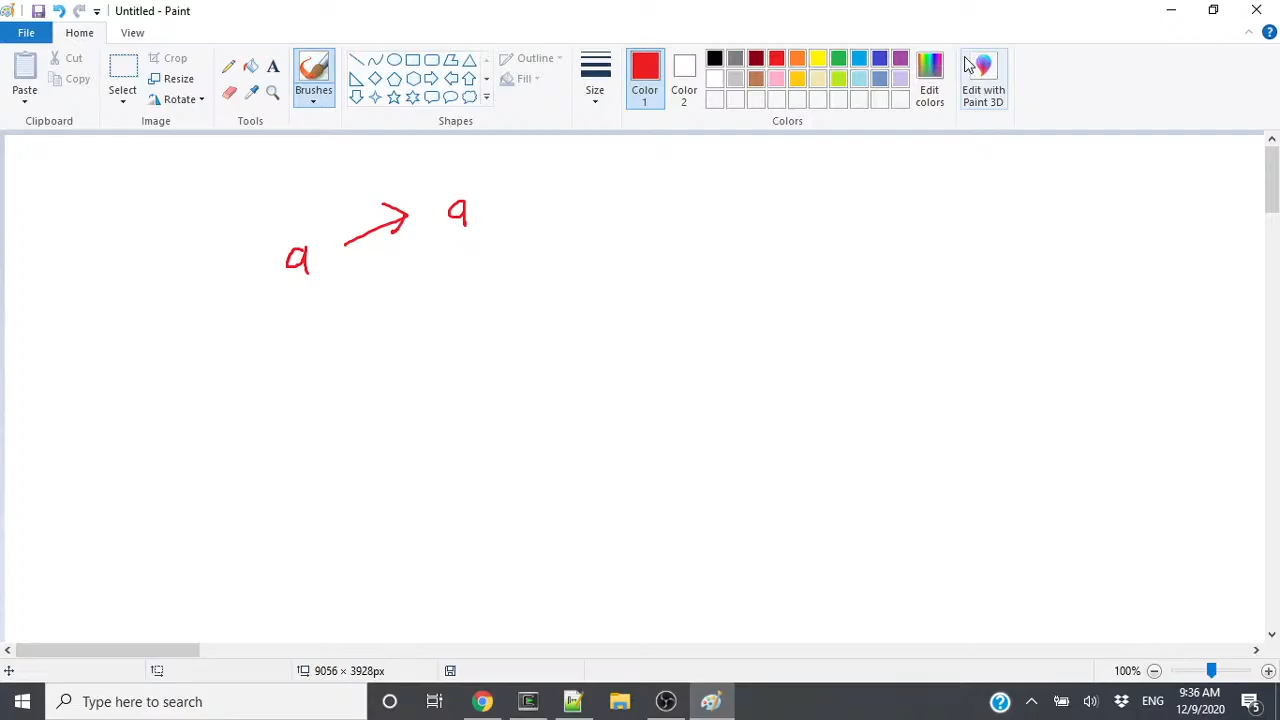 Untitled - Paint
File Home View
Paste
Cut
Copy
Clipboard
Select
Crop
Resize
Rotate
Image
A
Tools
Brushes
Outline
Fill
Shapes
Size
Color 1
Color 2
Colors
Edit colors
Edit with Paint 3D
a
a
9056 × 3928px
100%
Type here to search
ENG
9:36 AM
12/9/2020
5